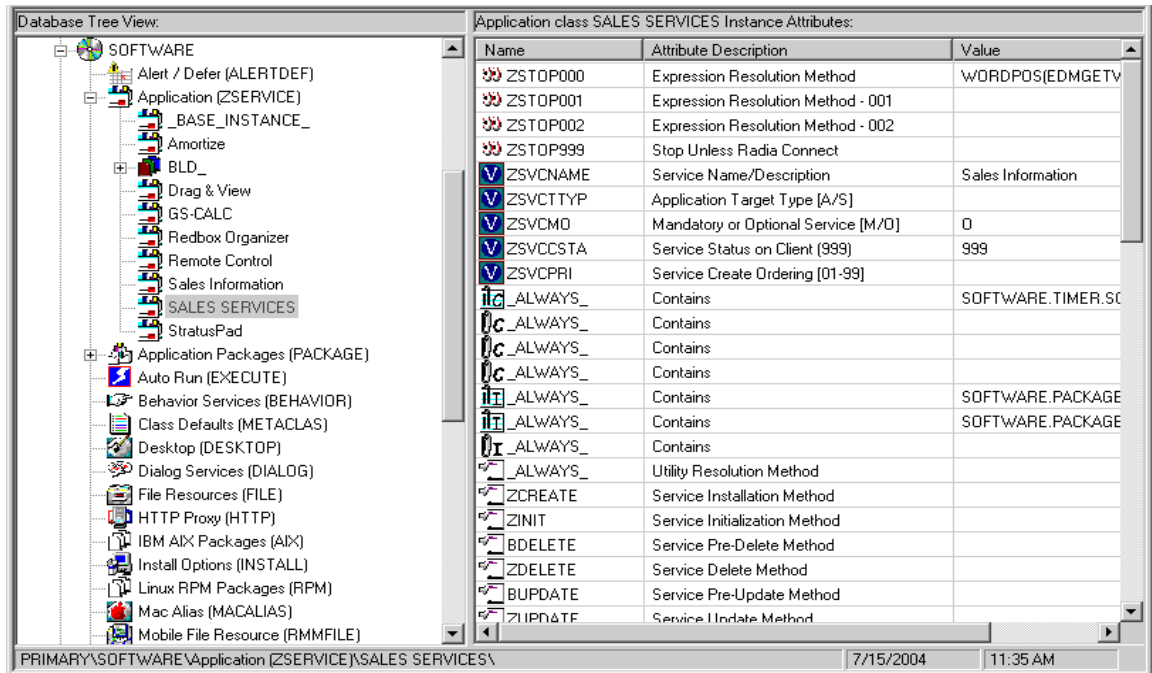 Database Tree View:
SOFTWARE
Alert / Defer (ALERTDEF)
Application (ZSERVICE)
_BASE_INSTANCE_
Amortize
BLD_
Drag & View
GS-CALC
Redbox Organizer
Remote Control
Sales Information
SALES SERVICES
StratusPad
Application Packages (PACKAGE)
Auto Run (EXECUTE)
Behavior Services (BEHAVIOR)
Class Defaults (METACLAS)
Desktop (DESKTOP)
Dialog Services (DIALOG)
File Resources (FILE)
HTTP Proxy (HTTP)
IBM AIX Packages (AIX)
Install Options (INSTALL)
Linux RPM Packages (RPM)
Mac Alias (MACALIAS)
Mobile File Resource (RMMFILE)
Application class SALES SERVICES Instance Attributes:
Name Attribute Description Value
ZSTOP000 Expression Resolution Method WORDPOS(EDMGETV
ZSTOP001 Expression Resolution Method - 001
ZSTOP002 Expression Resolution Method - 002
ZSTOP999 Stop Unless Radia Connect
V ZSVCNAME Service Name/Description Sales Information
V ZSVCTTYP Application Target Type [A/S]
V ZSVCMO Mandatory or Optional Service [M/O] O
V ZSVCCSTA Service Status on Client (999) 999
V ZSVCPRI Service Create Ordering [01-99]
C _ALWAYS_ Contains SOFTWARE.TIMER.SO
C _ALWAYS_ Contains
C _ALWAYS_ Contains
C _ALWAYS_ Contains
I _ALWAYS_ Contains SOFTWARE.PACKAGE
I _ALWAYS_ Contains SOFTWARE.PACKAGE
I _ALWAYS_ Contains
_ALWAYS_ Utility Resolution Method
ZCREATE Service Installation Method
ZINIT Service Initialization Method
BDELETE Service Pre-Delete Method
ZDELETE Service Delete Method
BUPDATE Service Pre-Update Method
ZUPDATE Service Update Method
PRIMARY\SOFTWARE\Application (ZSERVICE)\SALES SERVICES\ 7/15/2004 11:35 AM